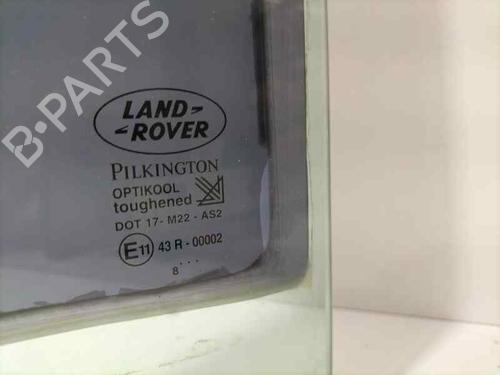 B-PARTS
LAND
ROVER
PILKINGTON
OPTIKOOL
toughened
DOT 17- M22 - AS2
E11 43 R - 00002
8 . . .